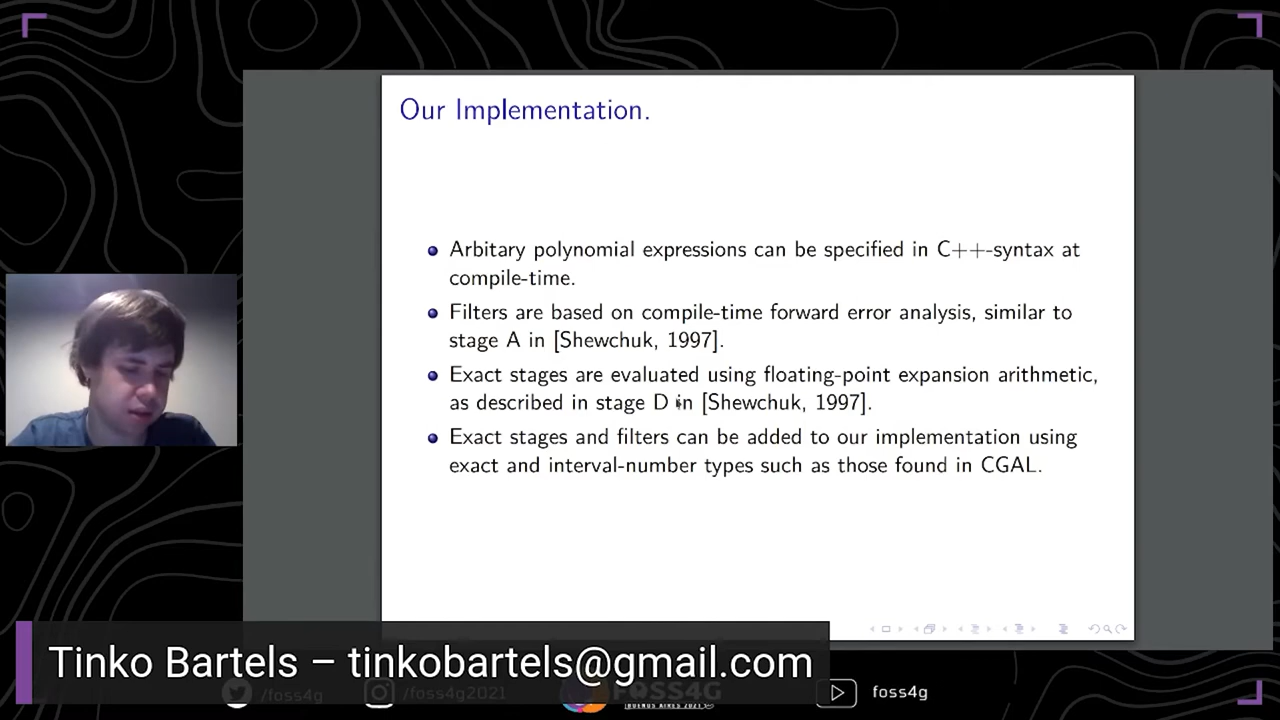 Our Implementation.
Arbitary polynomial expressions can be specified in C++-syntax at
compile-time.
Filters are based on compile-time forward error analysis, similar to
stage A in [Shewchuk, 1997].
Exact stages are evaluated using floating-point expansion arithmetic,
as described in stage D in [Shewchuk, 1997].
Exact stages and filters can be added to our implementation using
exact and interval-number types such as those found in CGAL.
Tinko Bartels – tinkobartels@gmail.com
/foss4g
/foss4g2021
FOSS4G
BUENOS AIRES 2021
foss4g